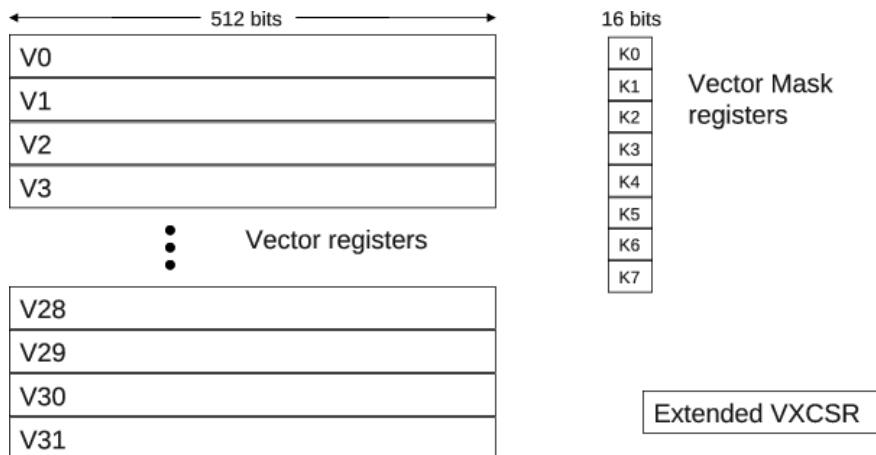 512 bits
16 bits
V0
V1
V2
V3
Vector registers
V28
V29
V30
V31
K0
K1
K2
K3
K4
K5
K6
K7
Vector Mask
registers
Extended VXCSR